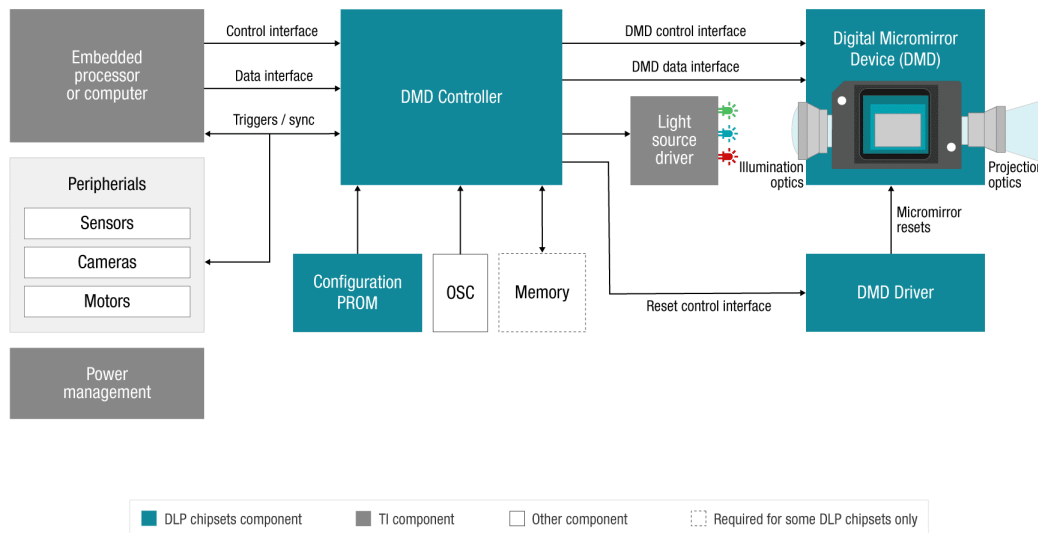 Embedded
processor
or computer
Control interface
Data interface
Triggers / sync
DMD Controller
DMD control interface
DMD data interface
Digital Micromirror
Device (DMD)
Light
source
driver
Illumination
optics
Projection
optics
Peripherials
Sensors
Cameras
Motors
Configuration
PROM
OSC
Memory
Reset control interface
Micromirror
resets
DMD Driver
Power
management
DLP chipsets component
TI component
Other component
Required for some DLP chipsets only